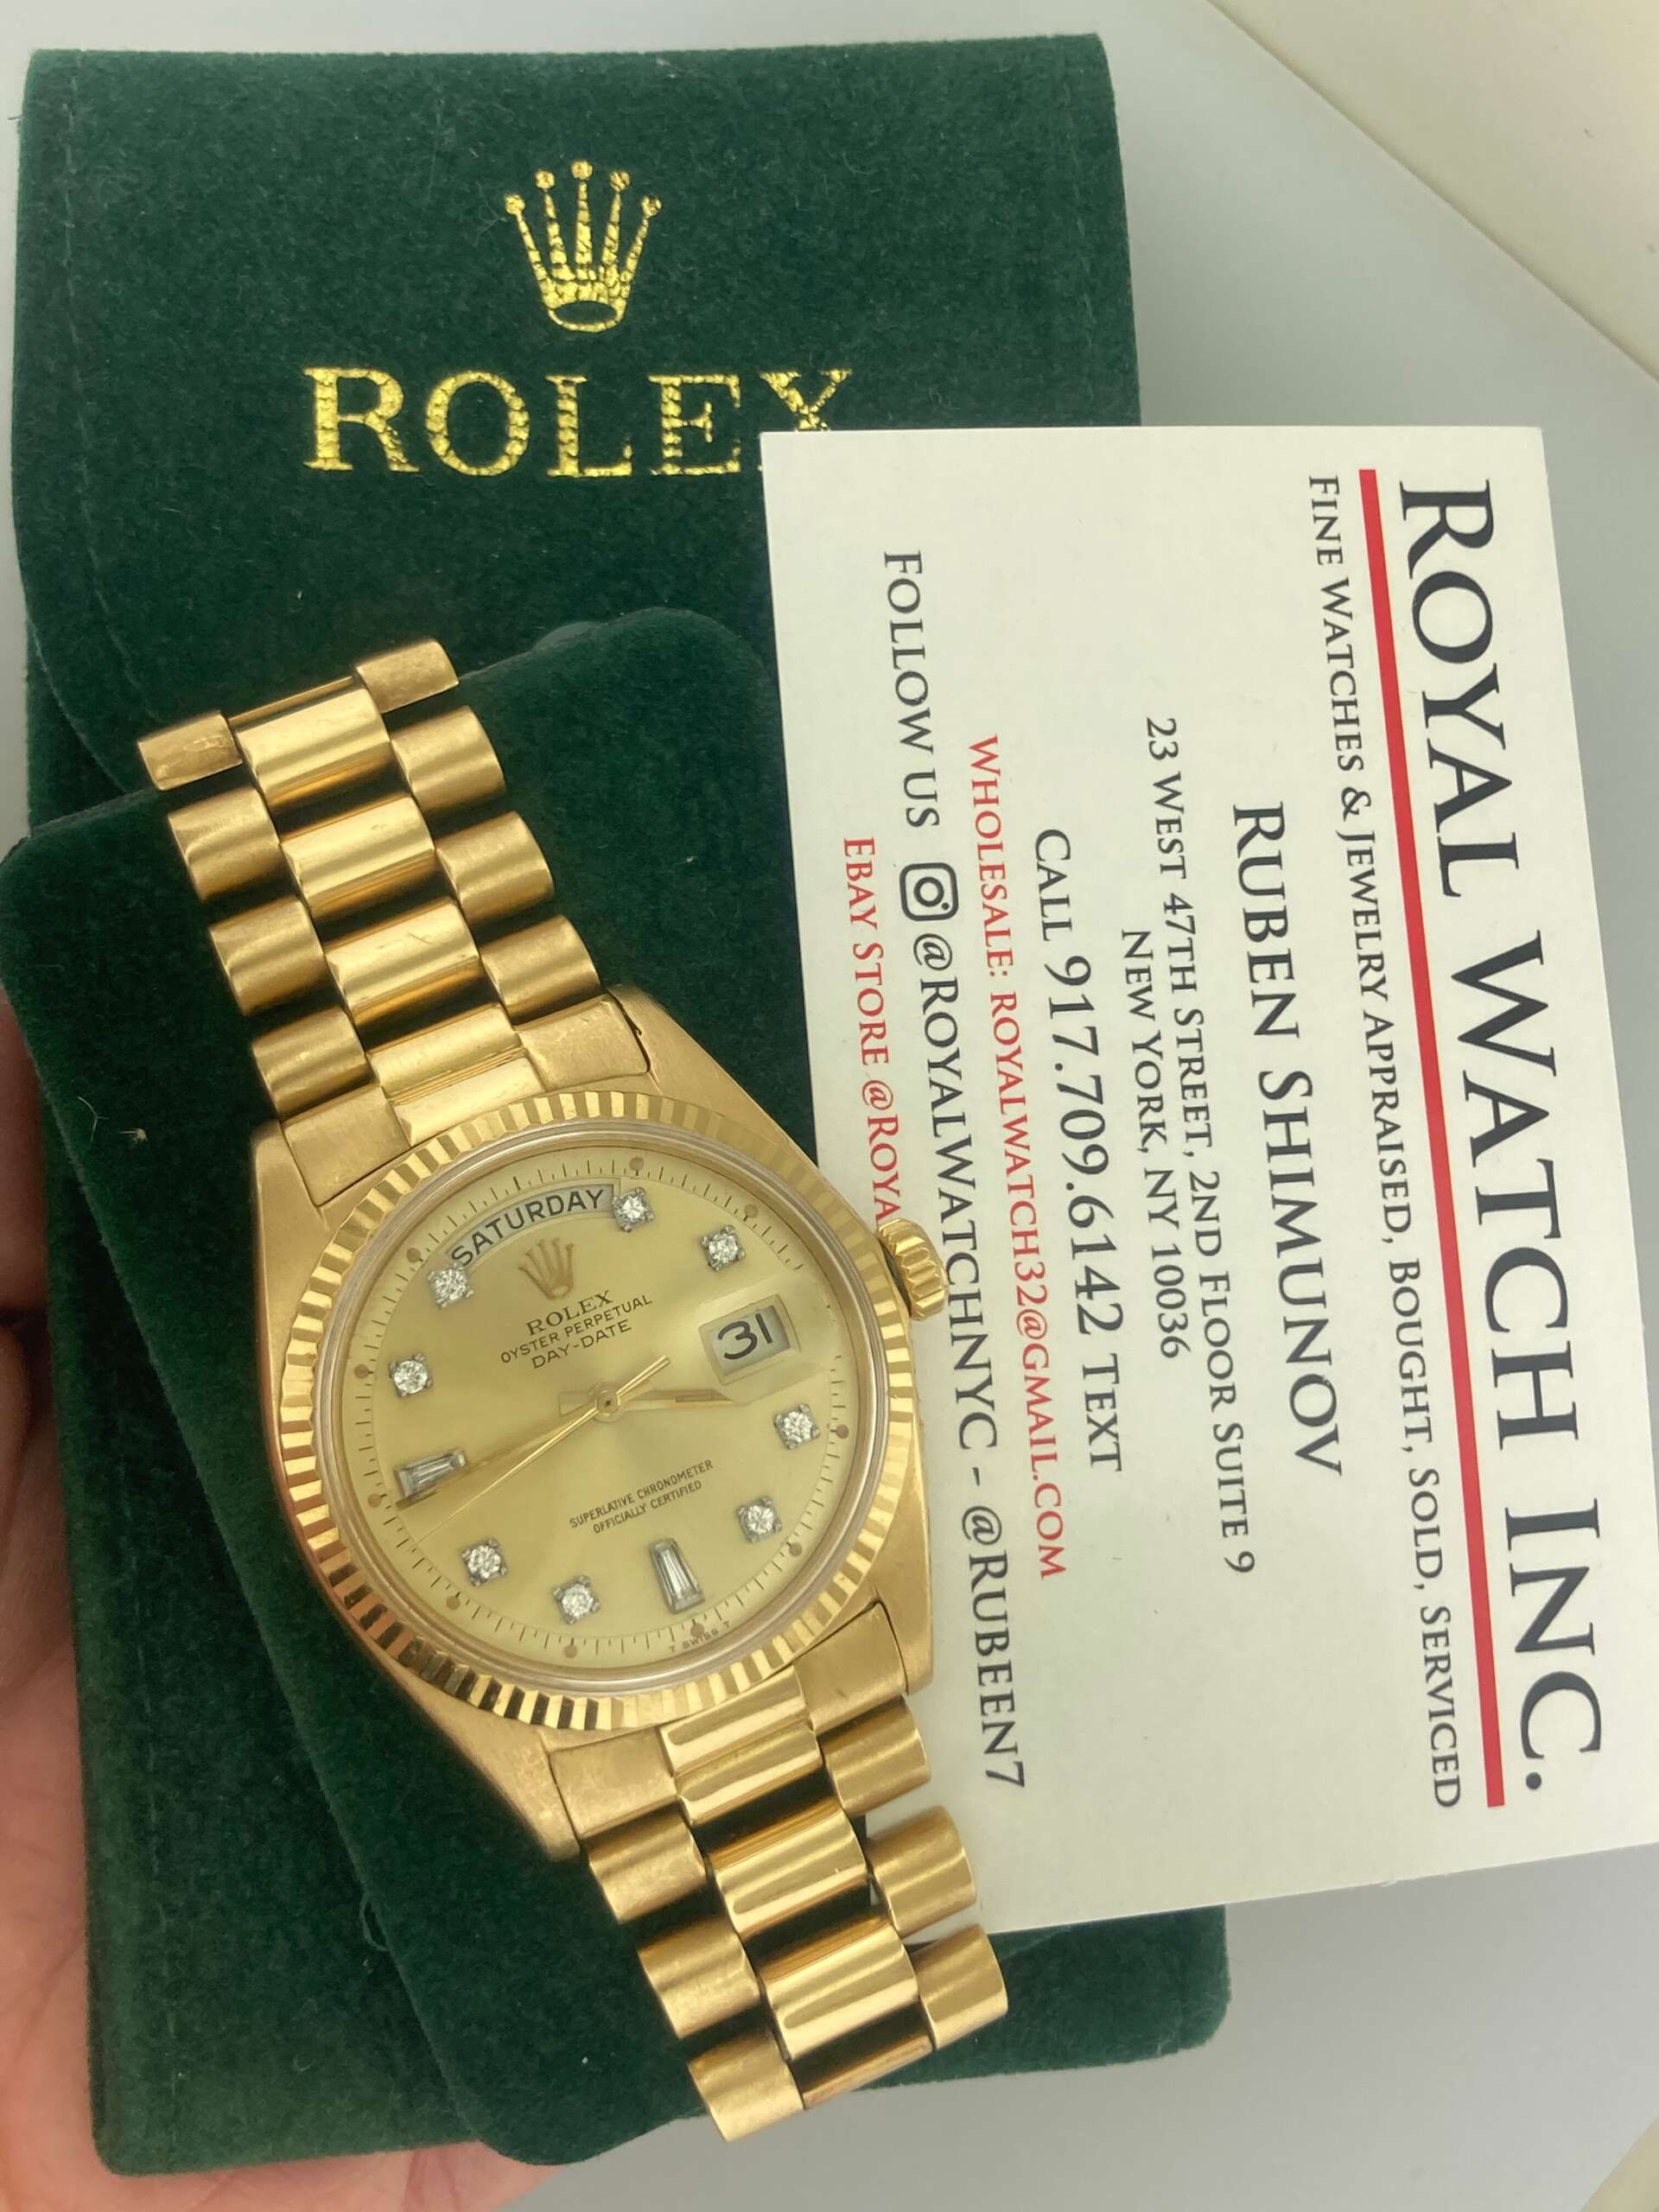 ROLEX
ROYAL WATCH INC.
FINE WATCHES & JEWELRY APPRAISED, BOUGHT, SOLD, SERVICED
RUBEN SHIMUNOV
23 WEST 47TH STREET, 2ND FLOOR SUITE 9
NEW YORK, NY 10036
CALL 917.709.6142 TEXT
WHOLESALE: ROYALWATCH32@GMAIL.COM
FOLLOW US @ROYALWATCHNYC - @RUBEEN7
EBAY STORE @ROYA
SATURDAY
ROLEX
OYSTER PERPETUAL
DAY-DATE
31
SUPERLATIVE CHRONOMETER
OFFICIALLY CERTIFIED
T SWISS T